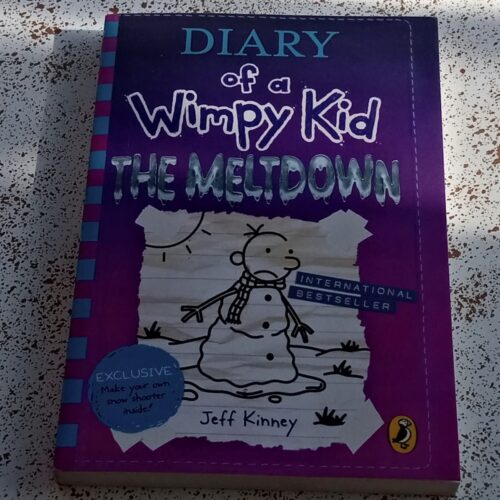 DIARY
of a
Wimpy Kid
THE MELTDOWN
INTERNATIONAL
BESTSELLER
EXCLUSIVE
Make your own
snow shooter
inside!
Jeff Kinney